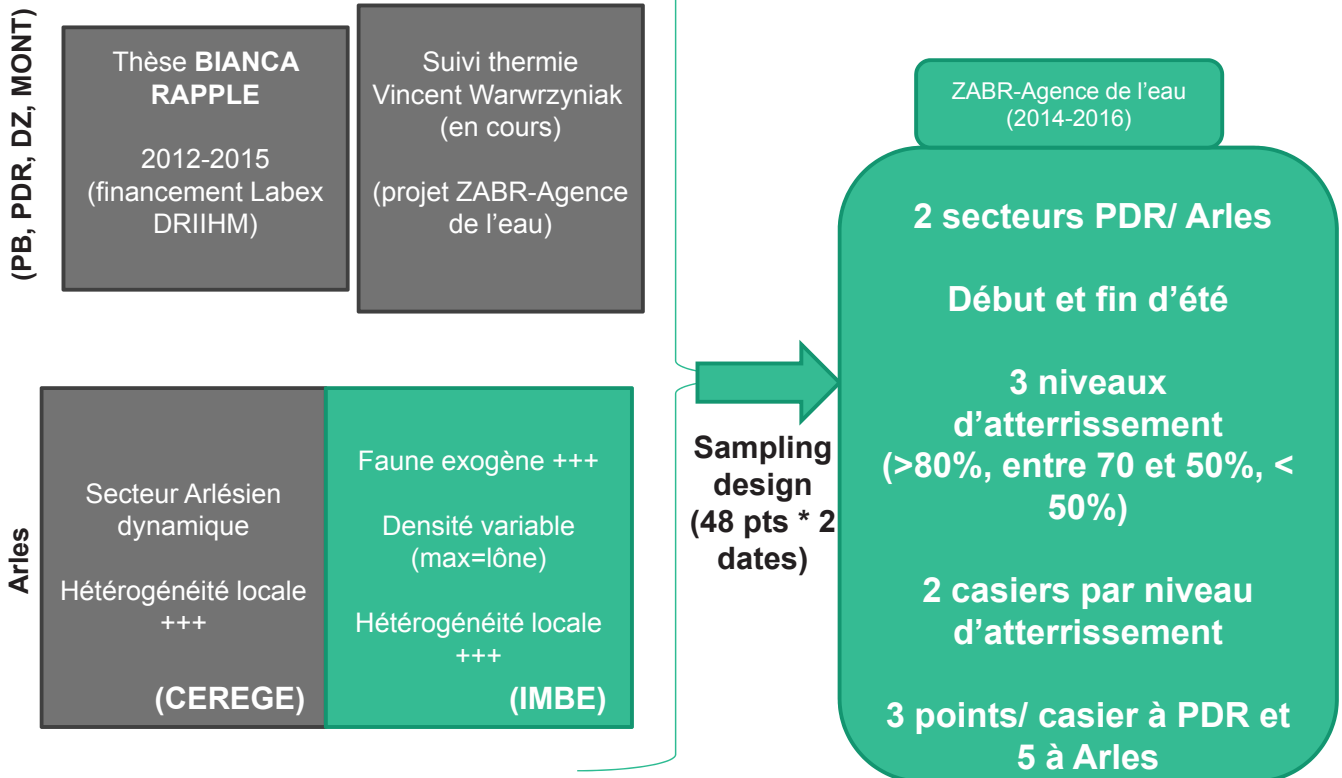 (PB, PDR, DZ, MONT)
Thèse BIANCA
RAPPLE
2012-2015
(financement Labex
DRIIHM)
Suivi thermie
Vincent Warwrzyniak
(en cours)
(projet ZABR-Agence
de l’eau)
Arles
Secteur Arlésien
dynamique
Hétérogénéité locale
+++
(CEREGE)
Faune exogène +++
Densité variable
(max=lône)
Hétérogénéité locale
+++
(IMBE)
Sampling
design
(48 pts * 2
dates)
ZABR-Agence de l’eau
(2014-2016)
2 secteurs PDR/ Arles
Début et fin d’été
3 niveaux
d’atterrissement
(>80%, entre 70 et 50%, <
50%)
2 casiers par niveau
d’atterrissement
3 points/ casier à PDR et
5 à Arles